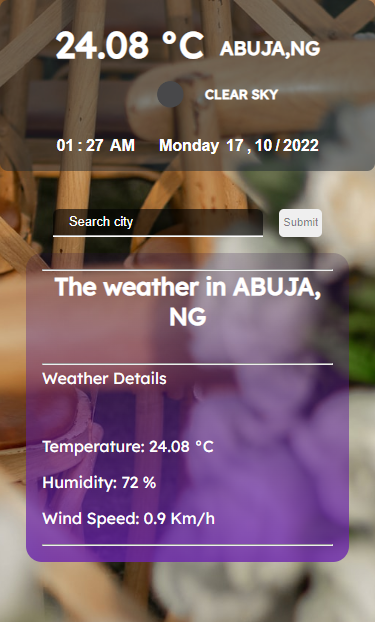 24.08 °C ABUJA,NG
CLEAR SKY
01 : 27 AM Monday 17 , 10 / 2022
Search city Submit
The weather in ABUJA,
NG
Weather Details
Temperature: 24.08 °C
Humidity: 72 %
Wind Speed: 0.9 Km/h